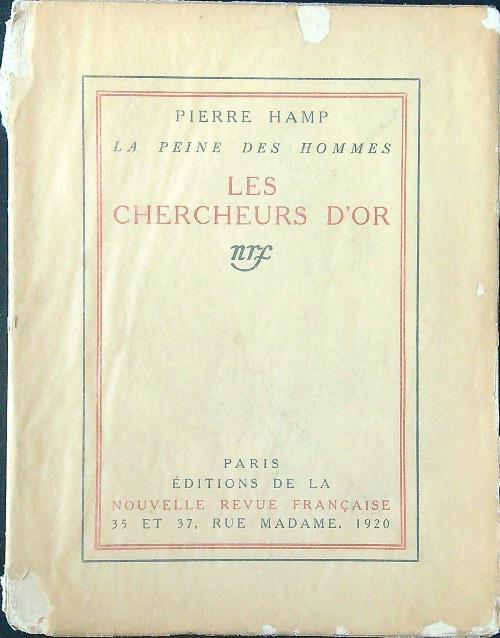 PIERRE HAMP
LA PEINE DES HOMMES
LES
CHERCHEURS D'OR
nrf
PARIS
ÉDITIONS DE LA
NOUVELLE REVUE FRANÇAISE
35 ET 37, RUE MADAME. 1920